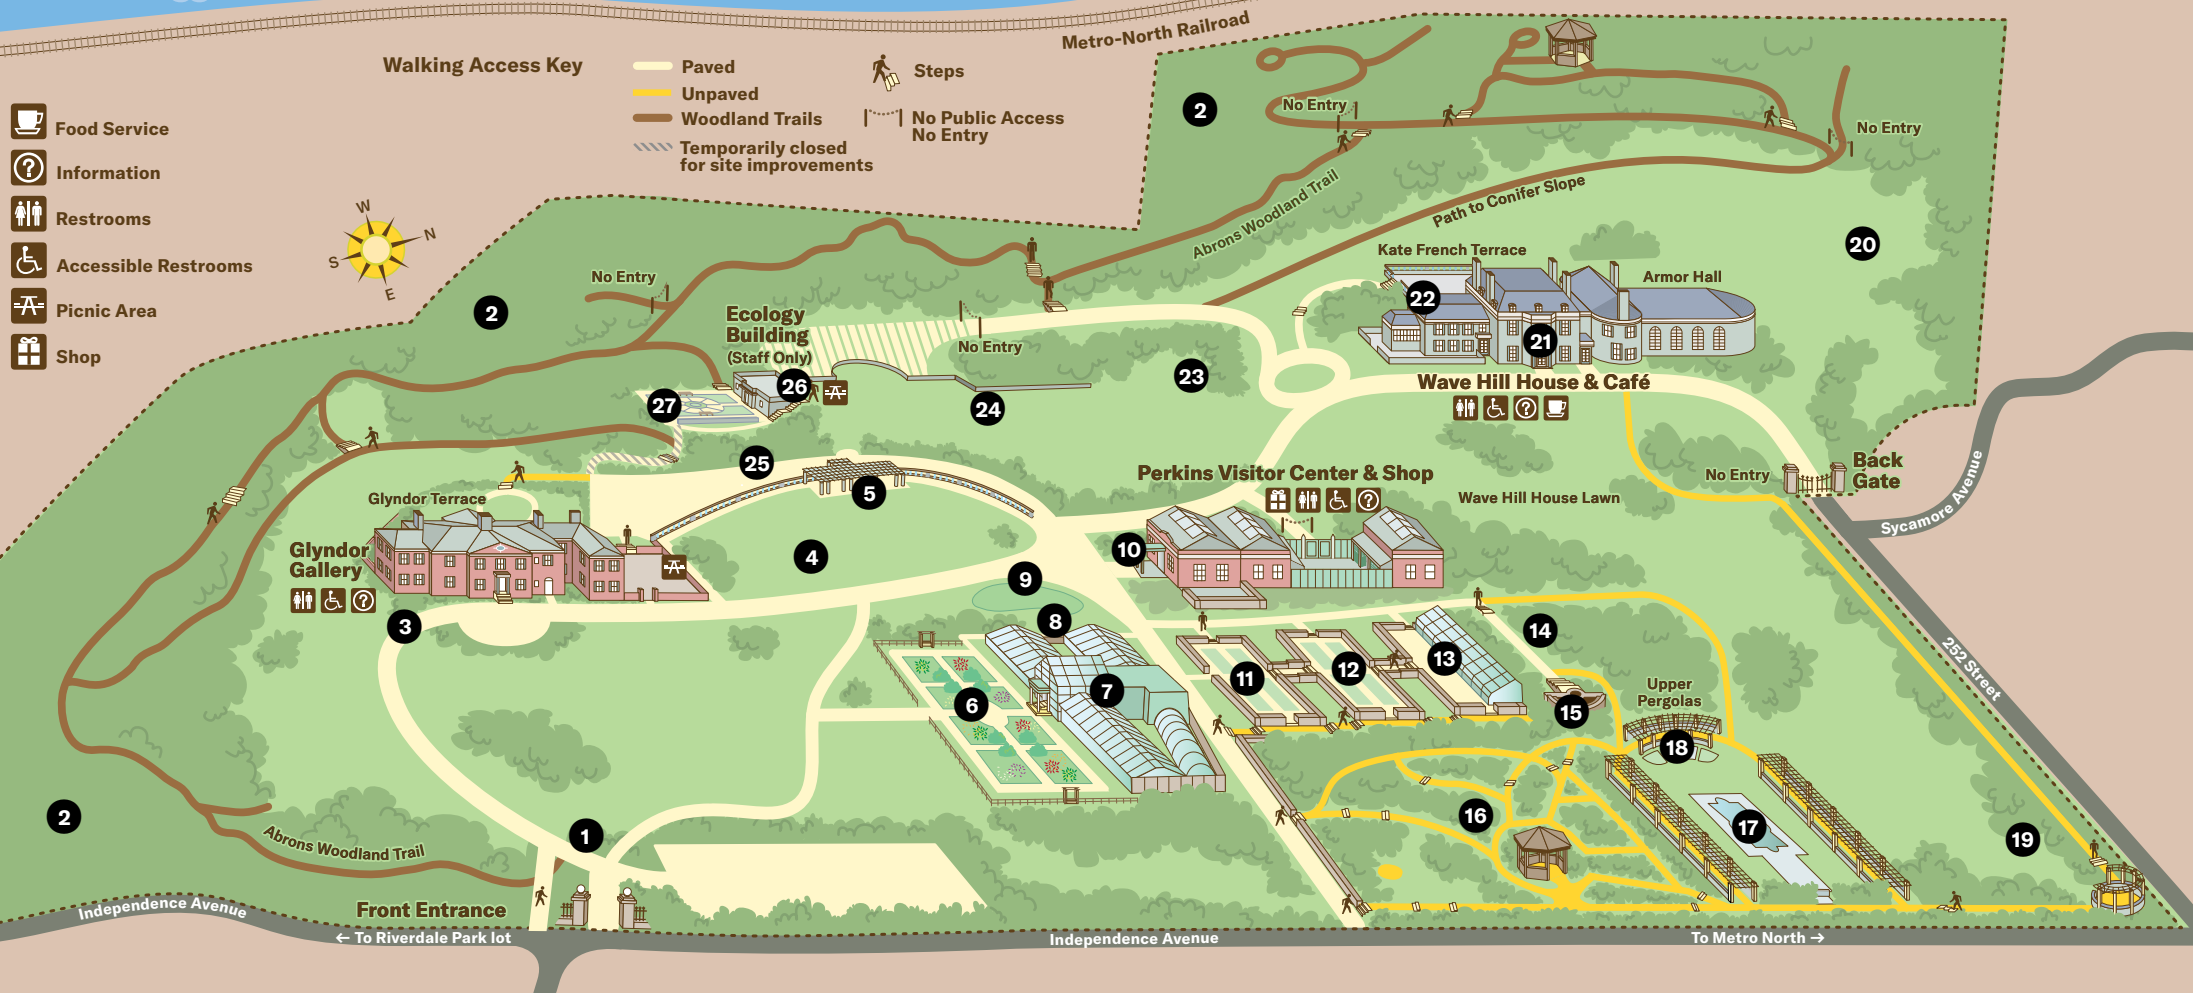 Metro-North Railroad
Walking Access Key
Paved
Unpaved
Woodland Trails
Temporarily closed
for site improvements
Steps
No Public Access
No Entry
Food Service
Information
Restrooms
Accessible Restrooms
Picnic Area
Shop
W
N
S
E
2
No Entry
No Entry
Abrons Woodland Trail
Path to Conifer Slope
20
Kate French Terrace
Armor Hall
22
21
Wave Hill House & Café
2
No Entry
Ecology
Building
(Staff Only)
No Entry
23
24
26
27
25
5
Perkins Visitor Center & Shop
Wave Hill House Lawn
No Entry
Back
Gate
Sycamore Avenue
252 Street
Glyndor Terrace
Glyndor
Gallery
3
4
9
10
8
7
6
11
12
13
14
15
Upper
Pergolas
18
16
17
19
2
1
Abrons Woodland Trail
Front Entrance
Independence Avenue
← To Riverdale Park lot
Independence Avenue
To Metro North →